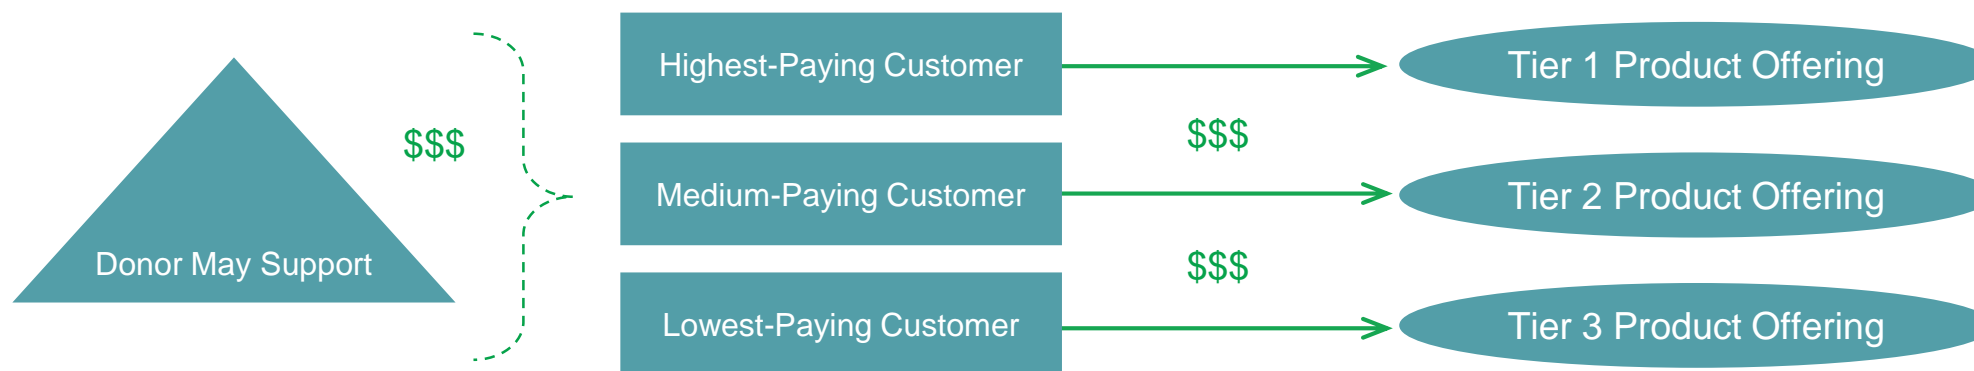 Highest-Paying Customer
Tier 1 Product Offering
$$$
$$$
Medium-Paying Customer
Tier 2 Product Offering
Donor May Support
$$$
Lowest-Paying Customer
Tier 3 Product Offering